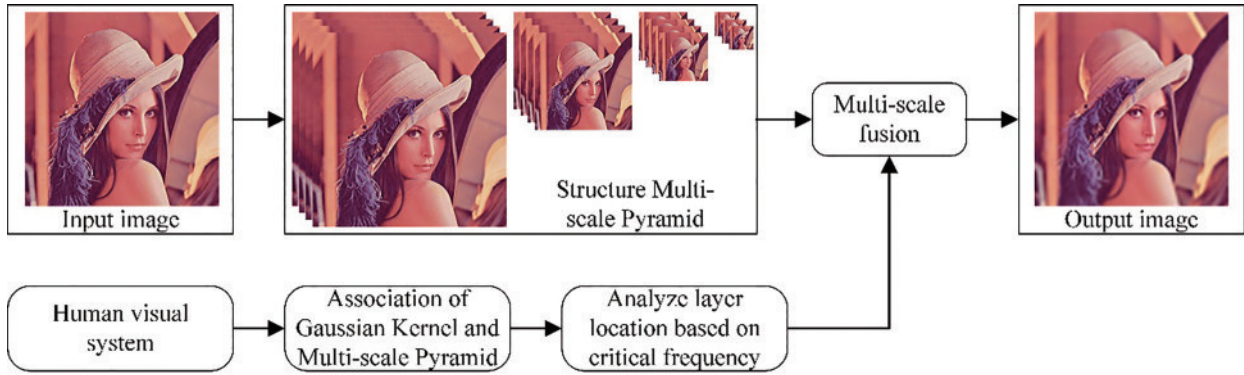 Input image
Structure Multi-
scale Pyramid
Multi-scale
fusion
Output image
Human visual
system
Association of
Gaussian Kernel and
Multi-scale Pyramid
Analyze layer
location based on
critical frequency